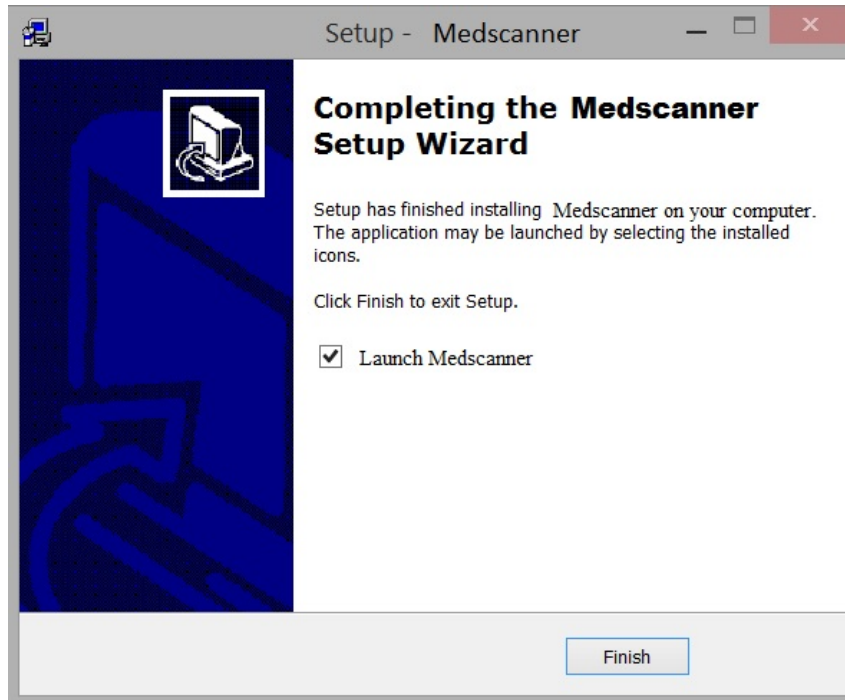 Setup - Medscanner
Completing the Medscanner
Setup Wizard
Setup has finished installing Medscanner on your computer.
The application may be launched by selecting the installed
icons.
Click Finish to exit Setup.
Launch Medscanner
Finish